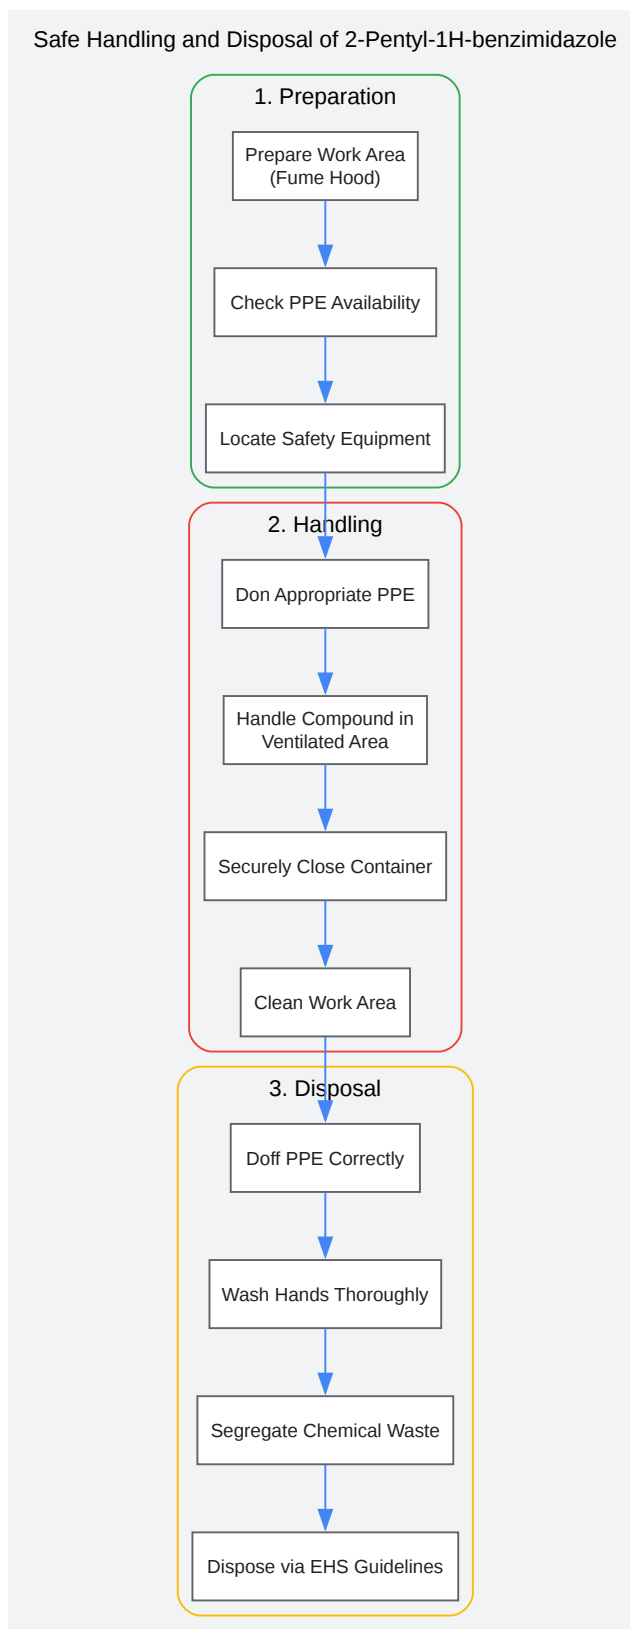 Safe Handling and Disposal of 2-Pentyl-1H-benzimidazole
1. Preparation
Prepare Work Area
(Fume Hood)
Check PPE Availability
Locate Safety Equipment
2. Handling
Don Appropriate PPE
Handle Compound in
Ventilated Area
Securely Close Container
Clean Work Area
3. Disposal
Doff PPE Correctly
Wash Hands Thoroughly
Segregate Chemical Waste
Dispose via EHS Guidelines